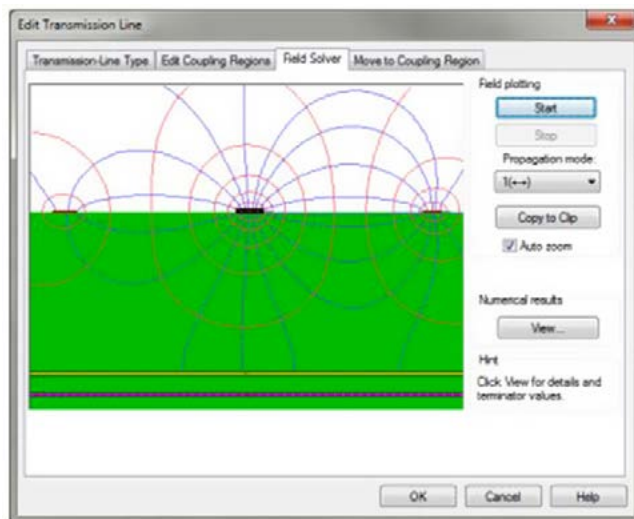 Edit Transmission Line
Transmission-Line Type
Edit Coupling Regions
Field Solver
Move to Coupling Region
Field plotting
Start
Stop
Propagation mode:
1(↔)
Copy to Clip
Auto zoom
Numerical results
View...
Hint
Click View for details and
terminator values.
OK
Cancel
Help